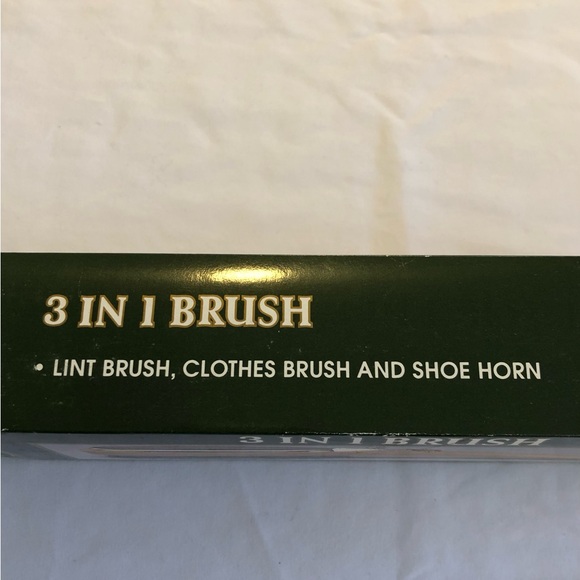 3 IN 1 BRUSH
• LINT BRUSH, CLOTHES BRUSH AND SHOE HORN
3 IN 1 BRUSH